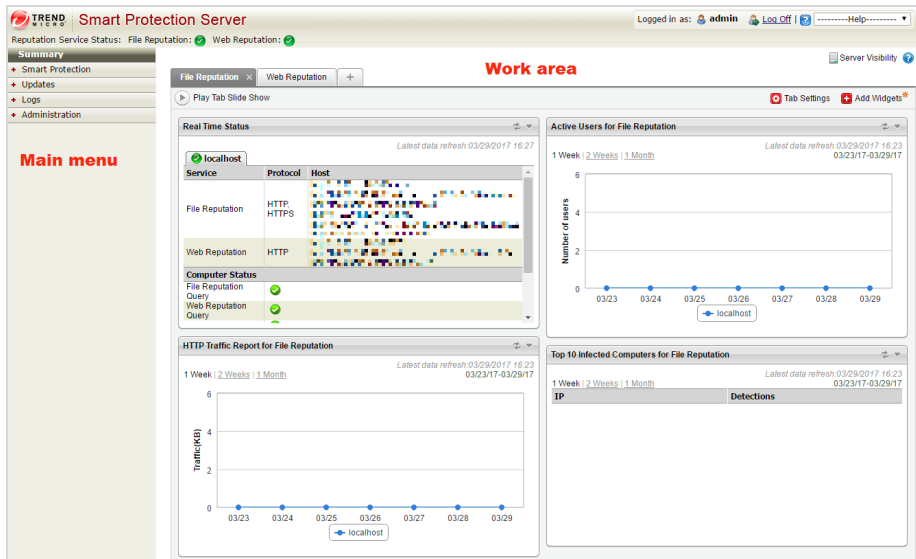 TREND MICRO Smart Protection Server
Logged in as: admin Log Off | ? ---------Help---------
Reputation Service Status: File Reputation: Web Reputation:
Summary
+ Smart Protection
+ Updates
+ Logs
+ Administration
Main menu
Server Visibility ?
Work area
File Reputation × Web Reputation +
Play Tab Slide Show
Tab Settings Add Widgets
Real Time Status
Latest data refresh:03/29/2017 16:27
localhost
Service Protocol Host
File Reputation HTTP, HTTPS
Web Reputation HTTP
Computer Status
File Reputation Query
Web Reputation Query
Active Users for File Reputation
Latest data refresh:03/29/2017 16:23
1 Week | 2 Weeks | 1 Month 03/23/17-03/29/17
Number of users
6
4
2
0
03/23 03/24 03/25 03/26 03/27 03/28 03/29
localhost
HTTP Traffic Report for File Reputation
Latest data refresh:03/29/2017 16:23
1 Week | 2 Weeks | 1 Month 03/23/17-03/29/17
Traffic(KB)
6
4
2
0
03/23 03/24 03/25 03/26 03/27 03/28 03/29
localhost
Top 10 Infected Computers for File Reputation
Latest data refresh:03/29/2017 16:23
1 Week | 2 Weeks | 1 Month 03/23/17-03/29/17
IP Detections